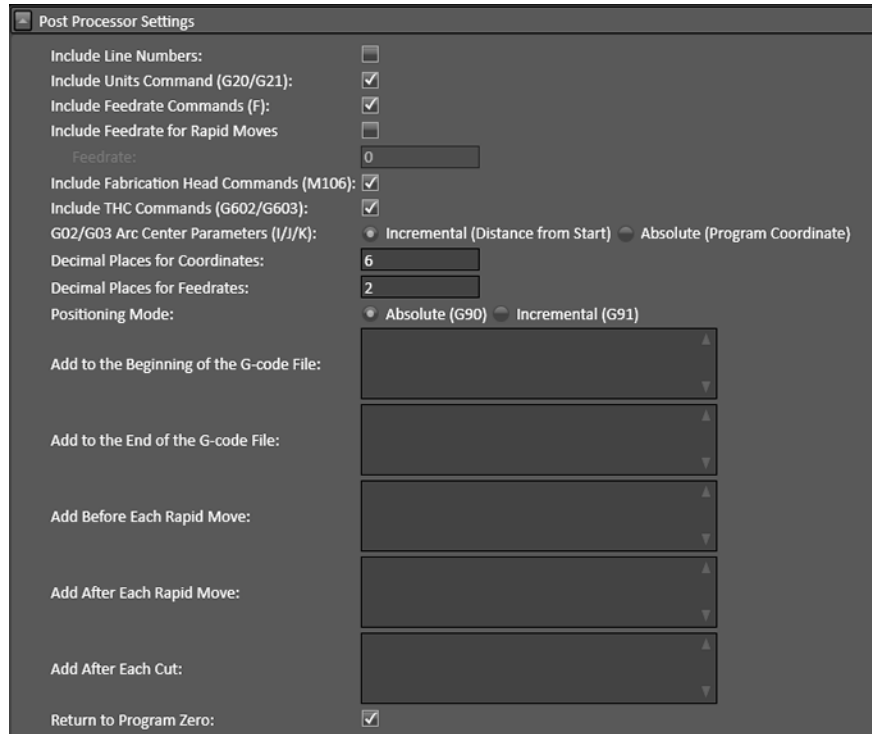 Post Processor Settings
Include Line Numbers:
Include Units Command (G20/G21):
Include Feedrate Commands (F):
Include Feedrate for Rapid Moves
Feedrate: 0
Include Fabrication Head Commands (M106):
Include THC Commands (G602/G603):
G02/G03 Arc Center Parameters (I/J/K): Incremental (Distance from Start) Absolute (Program Coordinate)
Decimal Places for Coordinates: 6
Decimal Places for Feedrates: 2
Positioning Mode: Absolute (G90) Incremental (G91)
Add to the Beginning of the G-code File:
Add to the End of the G-code File:
Add Before Each Rapid Move:
Add After Each Rapid Move:
Add After Each Cut:
Return to Program Zero: